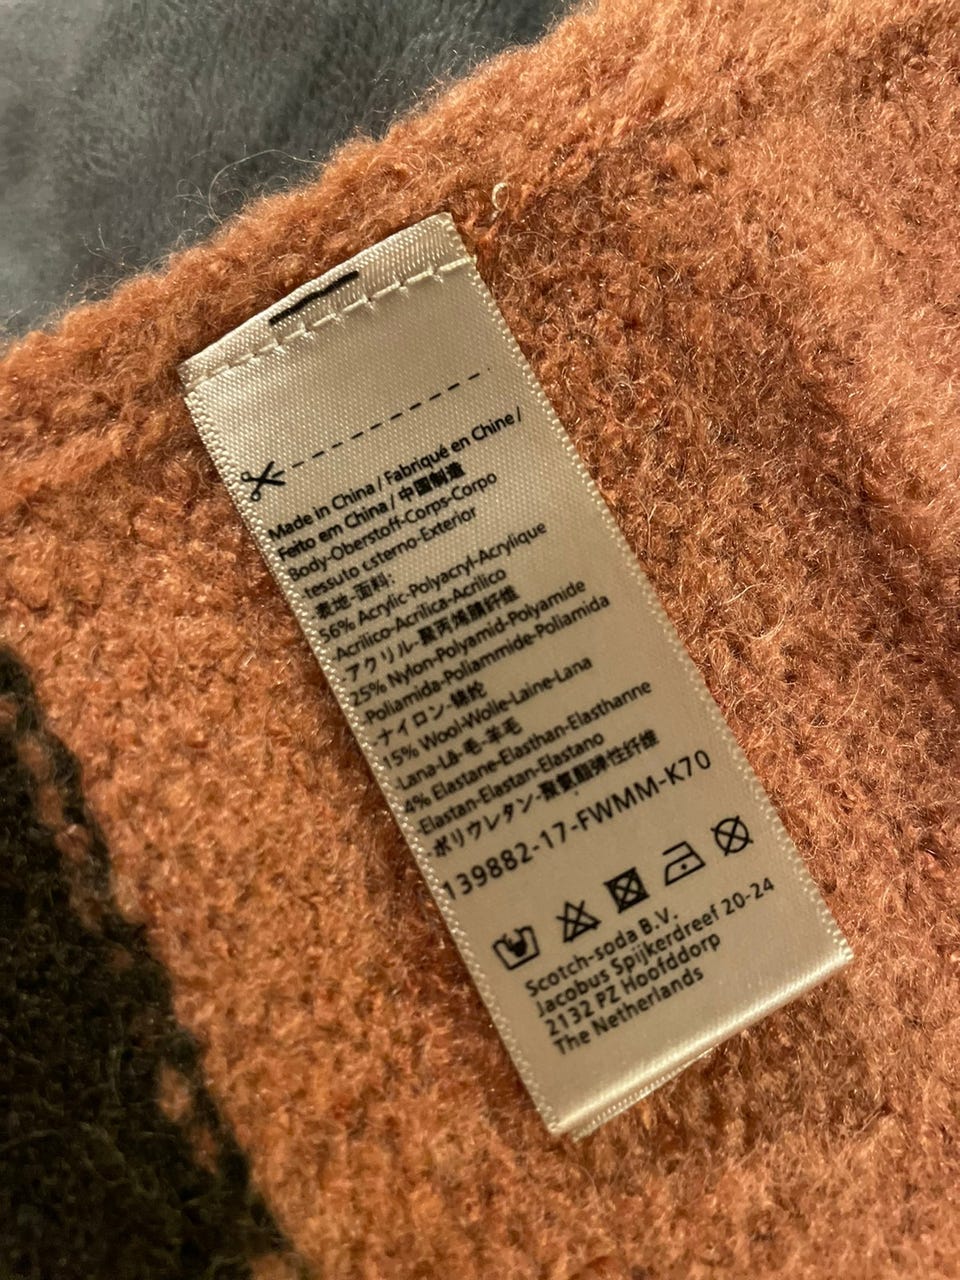 Made in China / Fabriqué en Chine /
Feito em China / 中国制造
Body-Oberstoff-Corps-Corpo
-Tessuto esterno-Exterior
-表地-面料:
56% Acrylic-Polyacryl-Acrylique
-Acrilico-Acrílica-Acrílico
-アクリル-聚丙烯腈纤维
25% Nylon-Polyamid-Polyamide
-Poliamida-Poliammide-Poliamida
-ナイロン-锦纶
15% Wool-Wolle-Laine-Lana
-Lana-Lã-毛-羊毛
4% Elastane-Elasthan-Elasthanne
-Elastan-Elastan-Elastano
-ポリウレタン-聚氨酯弹性纤维
139882-17-FWMM-K70
Scotch-soda B.V.
Jacobus Spijkerdreef 20-24
2132 PZ Hoofddorp
The Netherlands